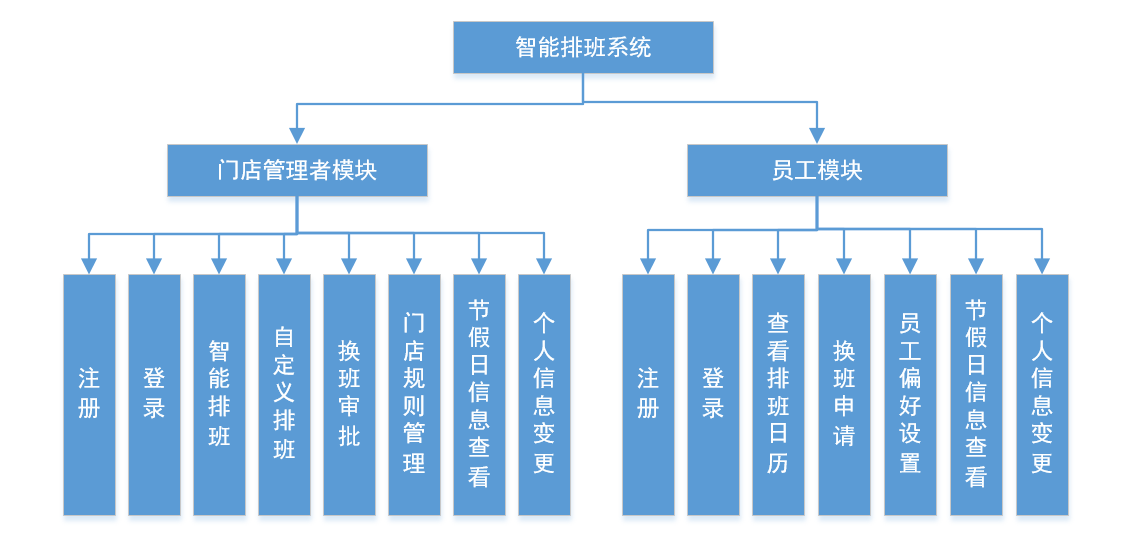 智能排班系统
门店管理者模块
员工模块
注册
登录
智能排班
自定义排班
换班审批
门店规则管理
节假日信息查看
个人信息变更
注册
登录
查看排班日历
换班申请
员工偏好设置
节假日信息查看
个人信息变更